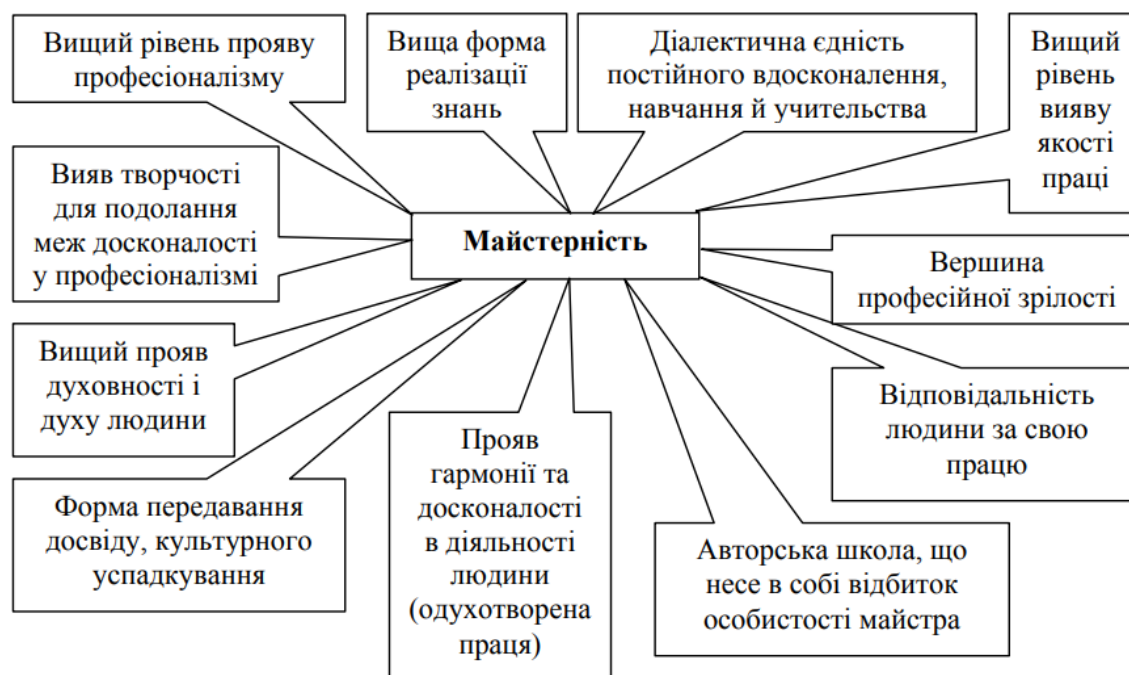 Вищий рівень прояву
професіоналізму
Вища форма
реалізації
знань
Діалектична єдність
постійного вдосконалення,
навчання й учительства
Вищий
рівень
вияву
якості
праці
Вияв творчості
для подолання
меж досконалості
у професіоналізмі
Майстерність
Вершина
професійної зрілості
Вищий прояв
духовності і
духу людини
Відповідальність
людини за свою
працю
Форма передавання
досвіду, культурного
успадкування
Прояв
гармонії та
досконалості
в діяльності
людини
(одухотворена
праця)
Авторська школа, що
несе в собі відбиток
особистості майстра